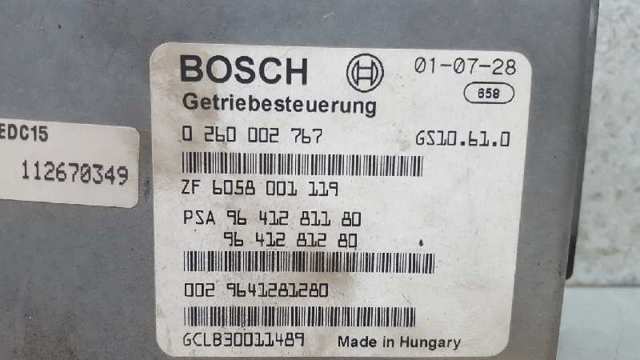 EDC15
112670349
BOSCH 01-07-28
658
Getriebesteuerung
0 260 002 767 GS10.61.0
ZF 6058 001 119
PSA 96 412 811 80
96 412 812 80
002 9641281280
GCLB30011489 Made in Hungary